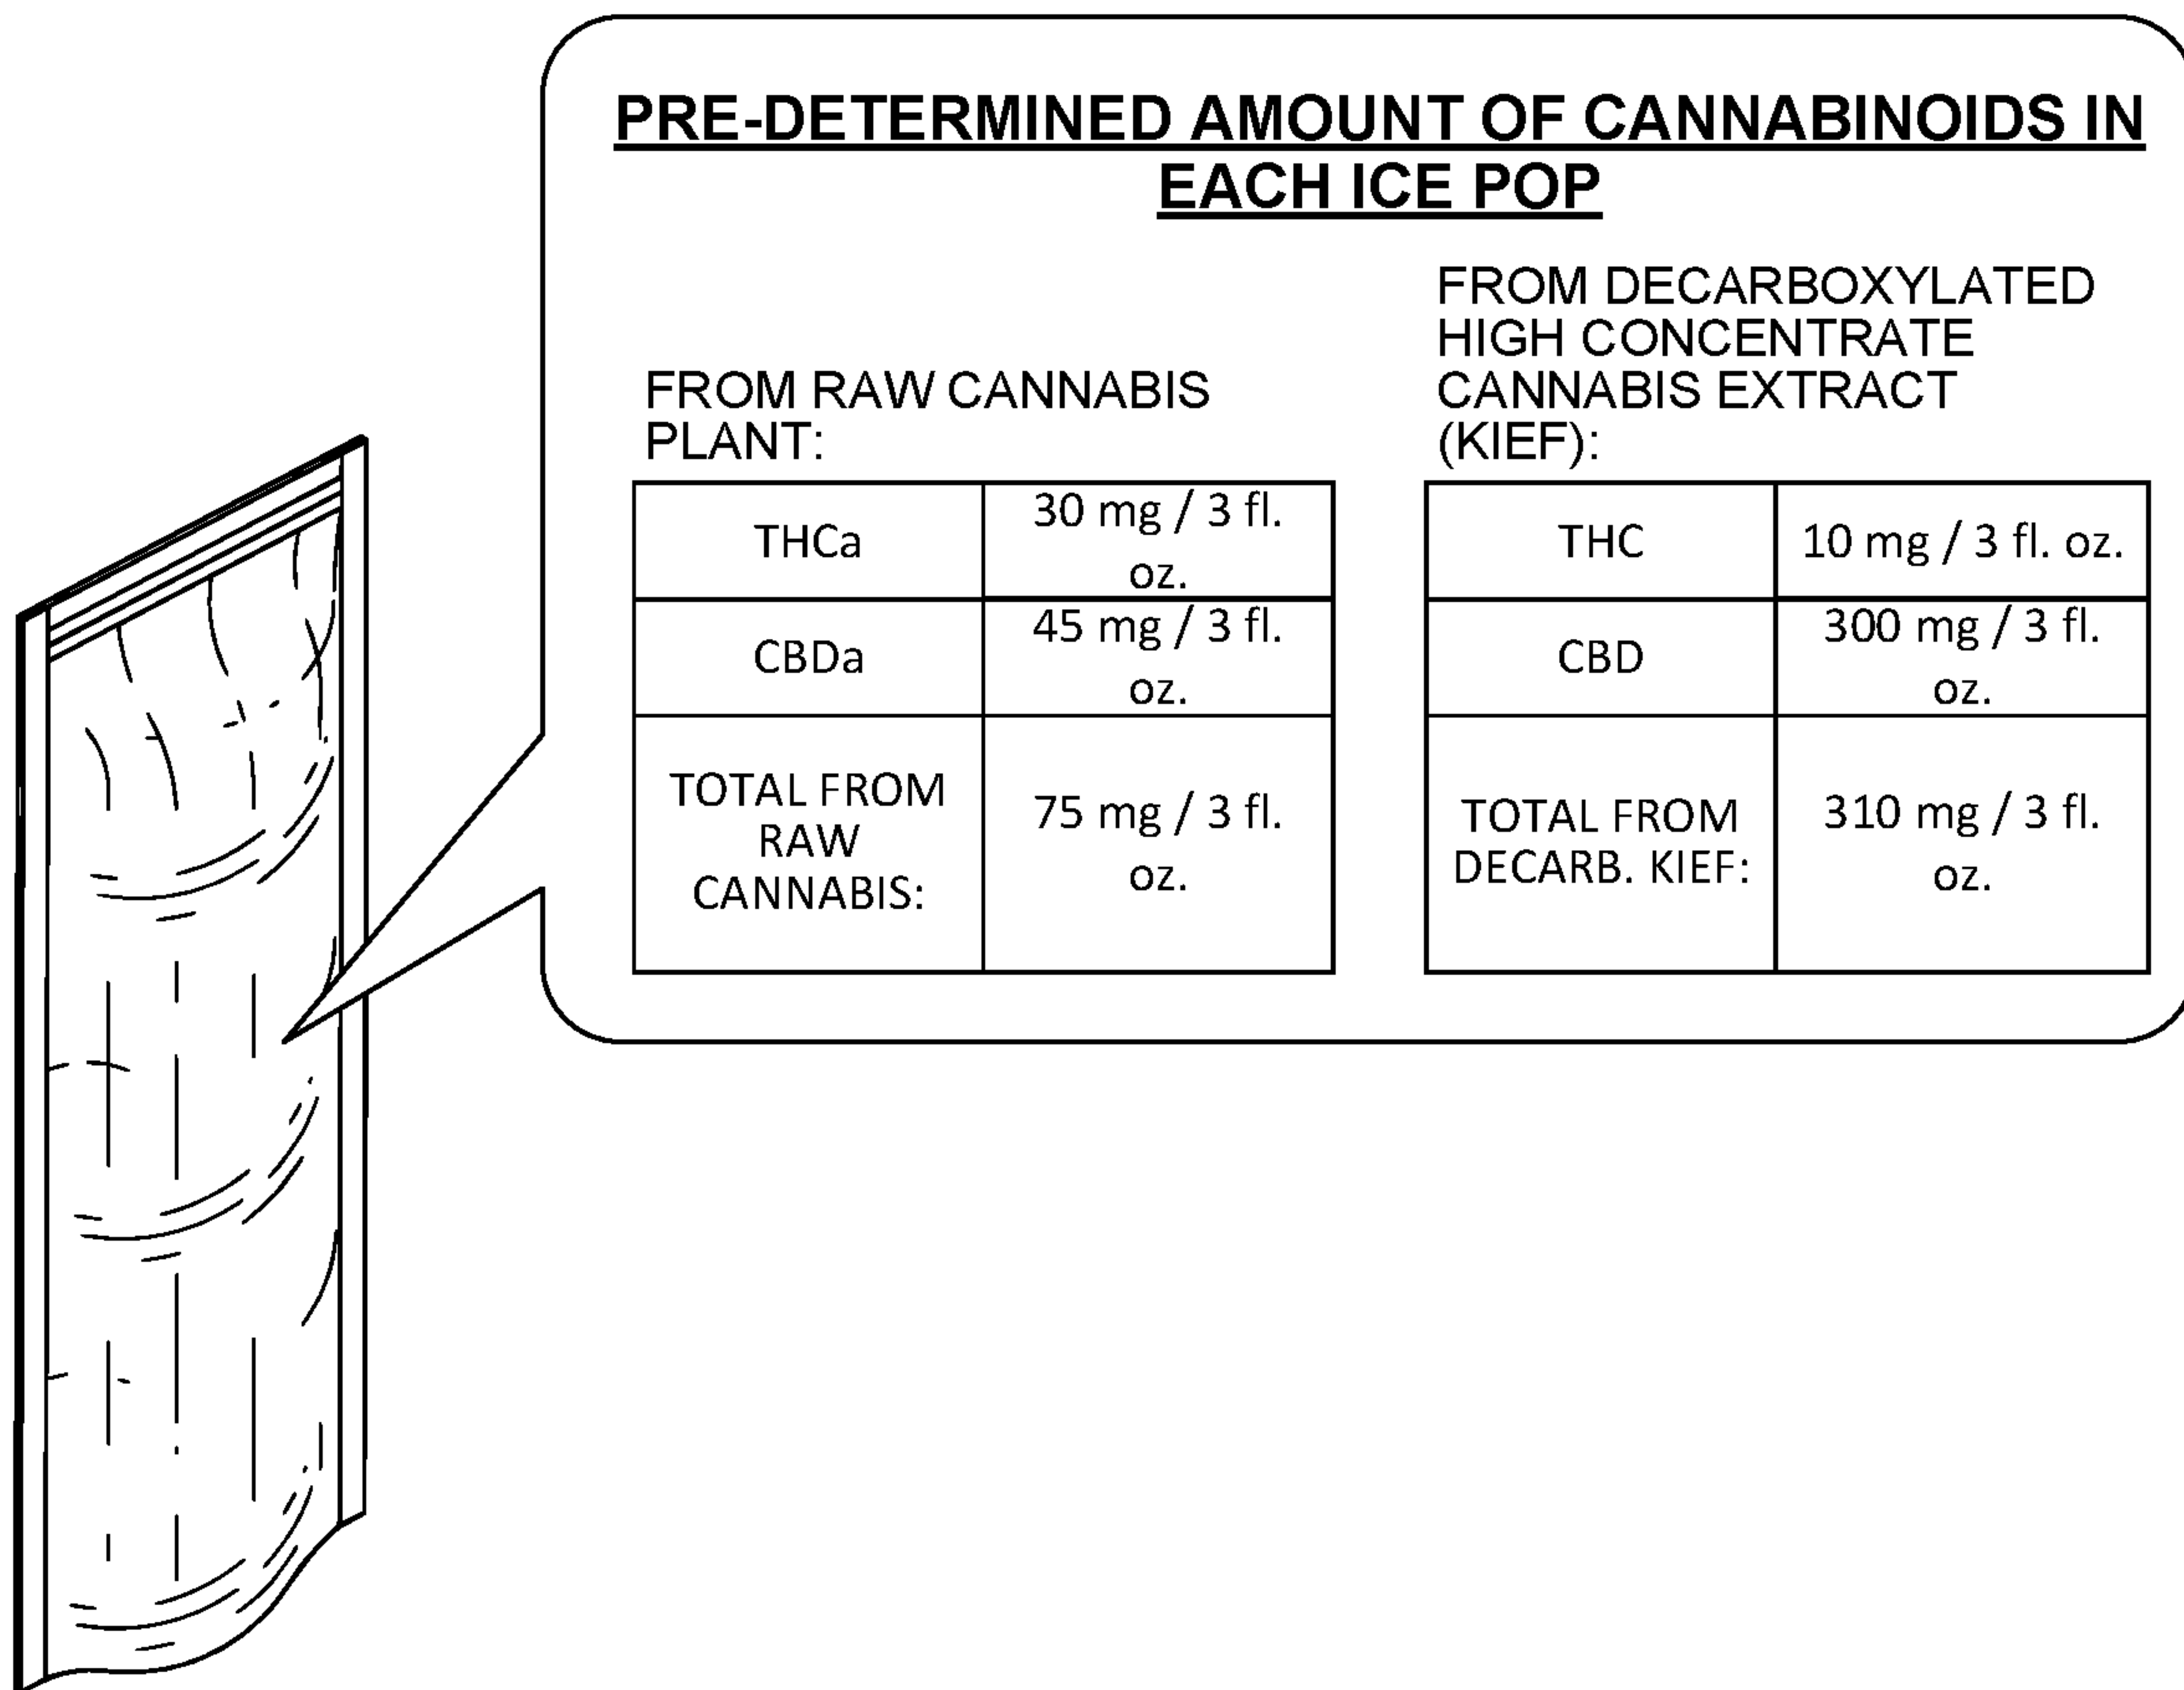 PRE-DETERMINED AMOUNT OF CANNABINOIDS IN
EACH ICE POP
FROM RAW CANNABIS
PLANT:
THCa
30 mg / 3 fl.
oz.
CBDa
45 mg / 3 fl.
oz.
TOTAL FROM
RAW
CANNABIS:
75 mg / 3 fl.
oz.
FROM DECARBOXYLATED
HIGH CONCENTRATE
CANNABIS EXTRACT
(KIEF):
THC
10 mg / 3 fl. oz.
CBD
300 mg / 3 fl.
oz.
TOTAL FROM
DECARB. KIEF:
310 mg / 3 fl.
oz.